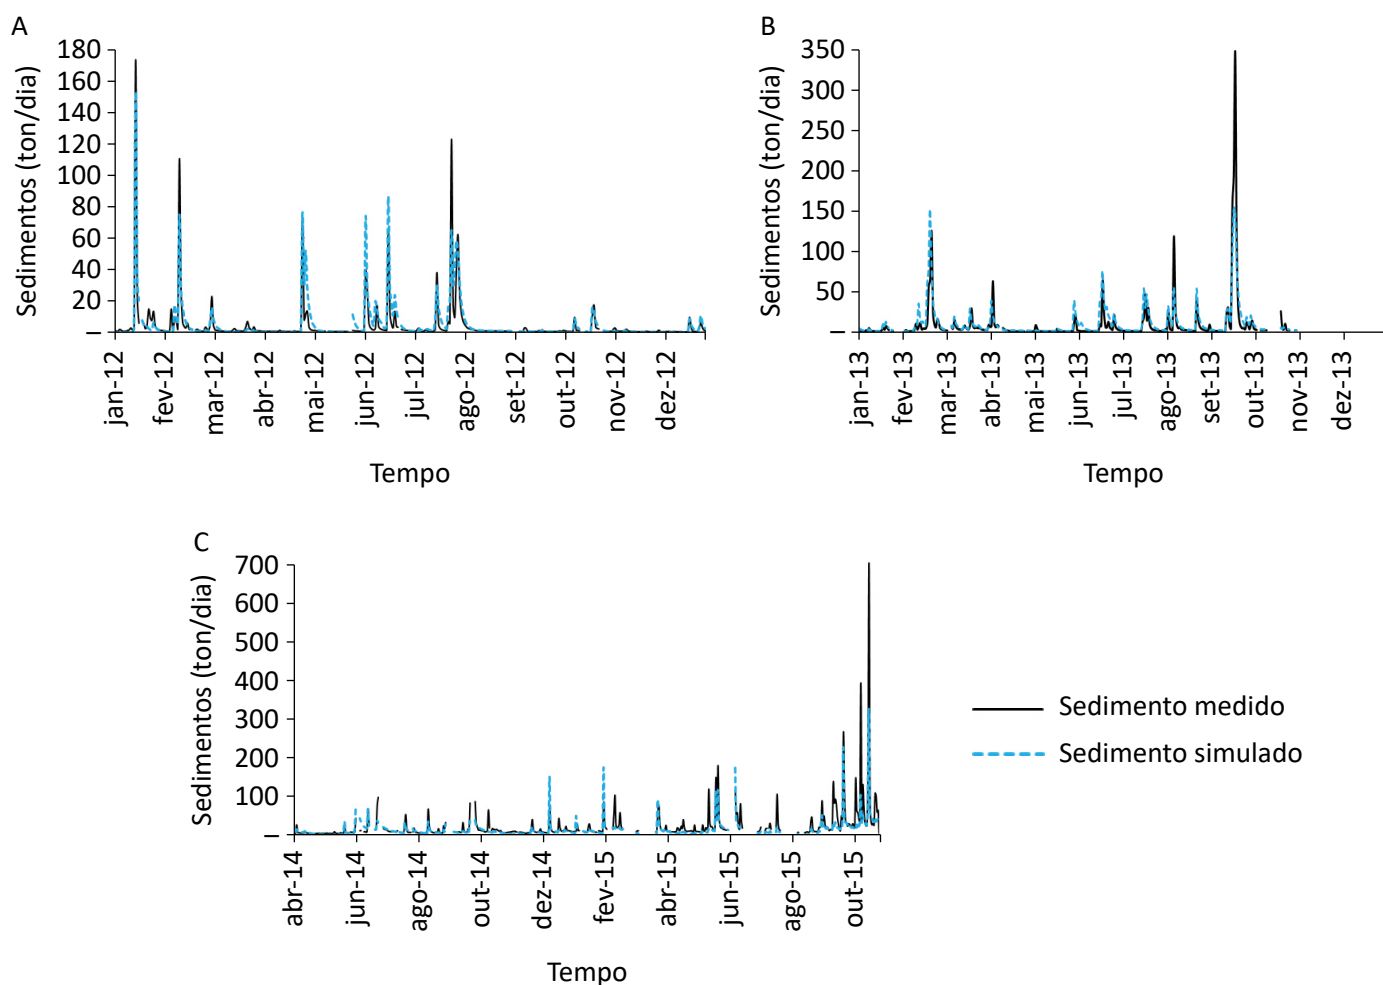 A
Sedimentos (ton/dia)
180
160
140
120
100
80
60
40
20
–
jan-12
fev-12
mar-12
abr-12
mai-12
jun-12
jul-12
ago-12
set-12
out-12
nov-12
dez-12
Tempo
B
Sedimentos (ton/dia)
350
300
250
200
150
100
50
–
jan-13
fev-13
mar-13
abr-13
mai-13
jun-13
jul-13
ago-13
set-13
out-13
nov-13
dez-13
Tempo
C
Sedimentos (ton/dia)
700
600
500
400
300
200
100
–
abr-14
jun-14
ago-14
out-14
dez-14
fev-15
abr-15
jun-15
ago-15
out-15
Tempo
Sedimento medido
Sedimento simulado